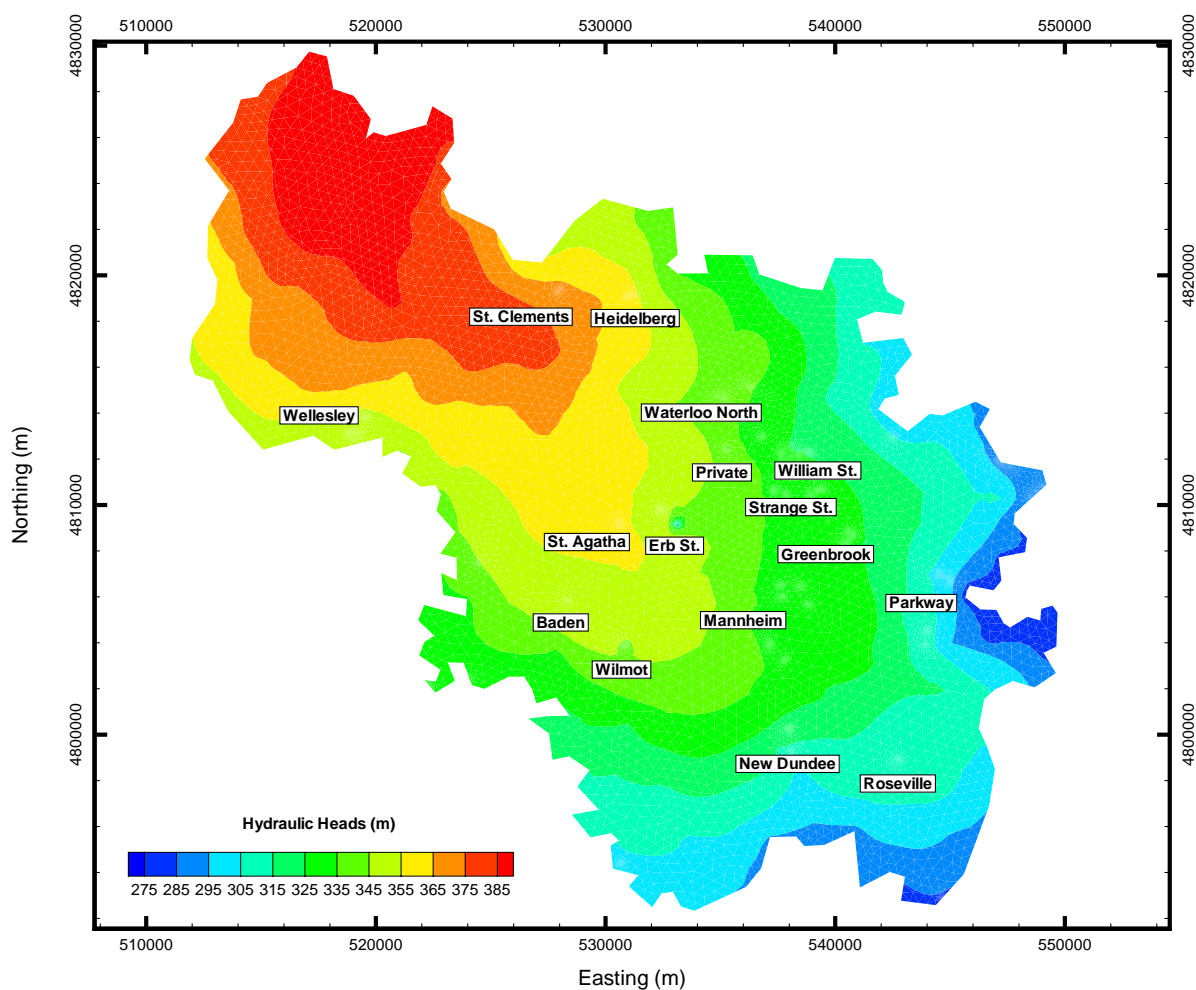 510000 520000 530000 540000 550000
4830000 4830000
4820000 4820000
St. Clements Heidelberg
Wellesley Waterloo North
Private William St.
Northing (m)
4810000 Strange St. 4810000
St. Agatha Erb St. Greenbrook
Parkway
Baden Mannheim
Wilmot
4800000 4800000
New Dundee
Roseville
Hydraulic Heads (m)
275 285 295 305 315 325 335 345 355 365 375 385
510000 520000 530000 540000 550000
Easting (m)